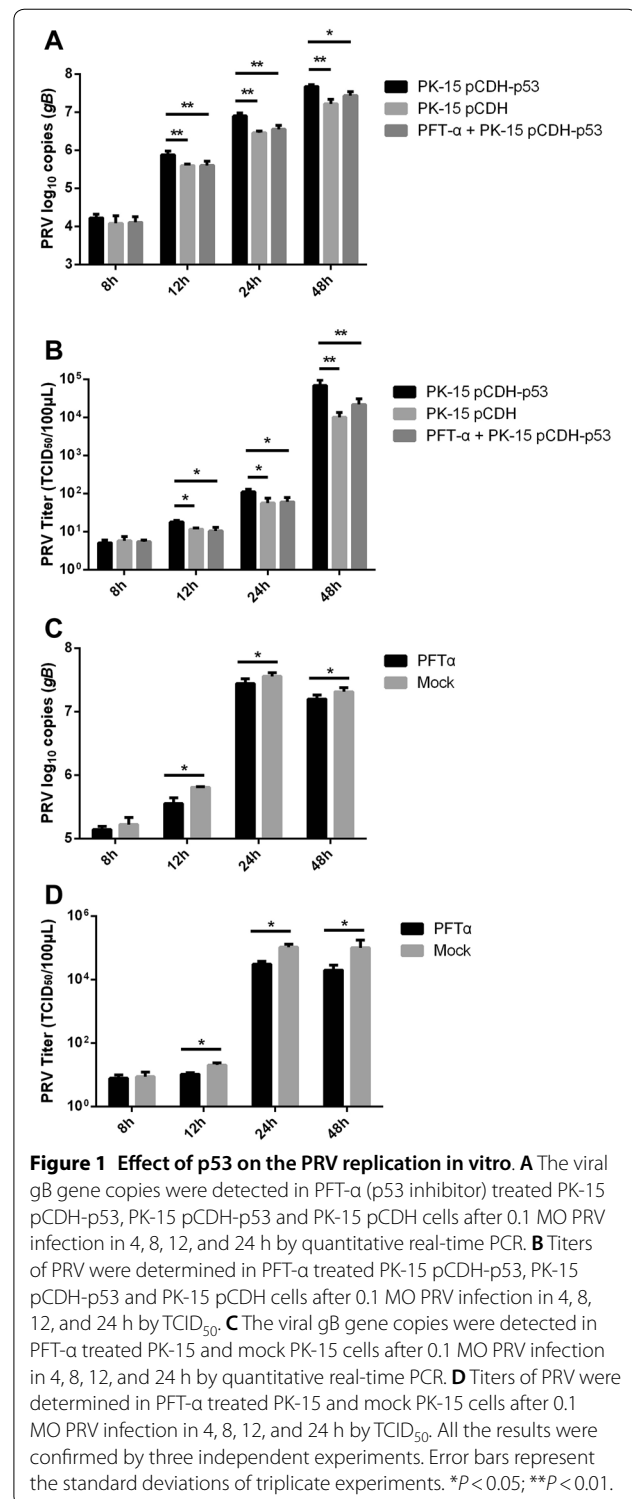 A
PRV log10 copies (gB)
8
7
6
5
4
3
** **
** **
** *
8h 12h 24h 48h
PK-15 pCDH-p53
PK-15 pCDH
PFT-α + PK-15 pCDH-p53
B
PRV Titer (TCID50/100μL)
10^5
10^4
10^3
10^2
10^1
10^0
* *
* *
** **
8h 12h 24h 48h
PK-15 pCDH-p53
PK-15 pCDH
PFT-α + PK-15 pCDH-p53
C
PRV log10 copies (gB)
8
7
6
5
* * *
8h 12h 24h 48h
PFTα
Mock
D
PRV Titer (TCID50/100μL)
10^6
10^4
10^2
10^0
* * *
8h 12h 24h 48h
PFTα
Mock
Figure 1 Effect of p53 on the PRV replication in vitro. A The viral
gB gene copies were detected in PFT-α (p53 inhibitor) treated PK-15
pCDH-p53, PK-15 pCDH-p53 and PK-15 pCDH cells after 0.1 MO PRV
infection in 4, 8, 12, and 24 h by quantitative real-time PCR. B Titers
of PRV were determined in PFT-α treated PK-15 pCDH-p53, PK-15
pCDH-p53 and PK-15 pCDH cells after 0.1 MO PRV infection in 4, 8,
12, and 24 h by TCID50. C The viral gB gene copies were detected in
PFT-α treated PK-15 and mock PK-15 cells after 0.1 MO PRV infection
in 4, 8, 12, and 24 h by quantitative real-time PCR. D Titers of PRV were
determined in PFT-α treated PK-15 and mock PK-15 cells after 0.1
MO PRV infection in 4, 8, 12, and 24 h by TCID50. All the results were
confirmed by three independent experiments. Error bars represent
the standard deviations of triplicate experiments. *P < 0.05; **P < 0.01.